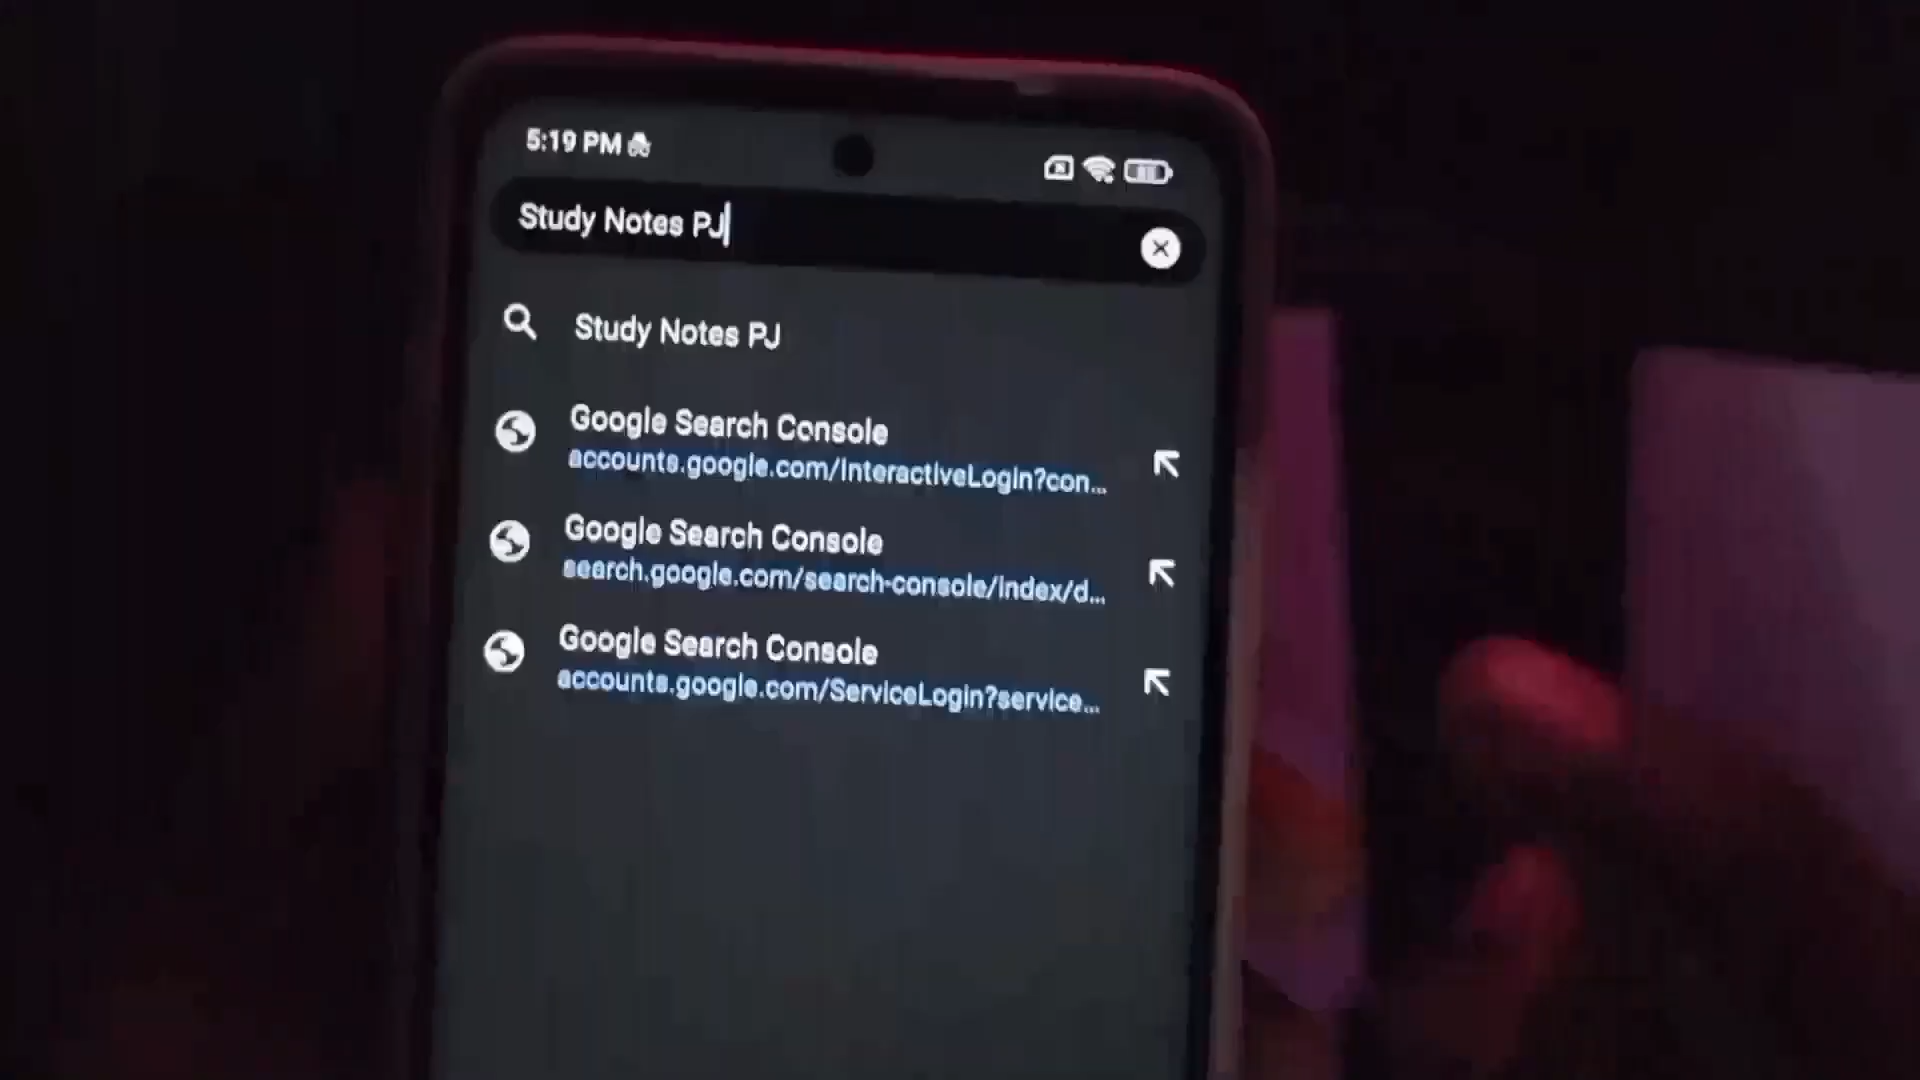 5:19 PM
Study Notes PJ
Study Notes PJ
Google Search Console
accounts.google.com/InteractiveLogin?con...
Google Search Console
search.google.com/search-console/index/d...
Google Search Console
accounts.google.com/ServiceLogin?service...